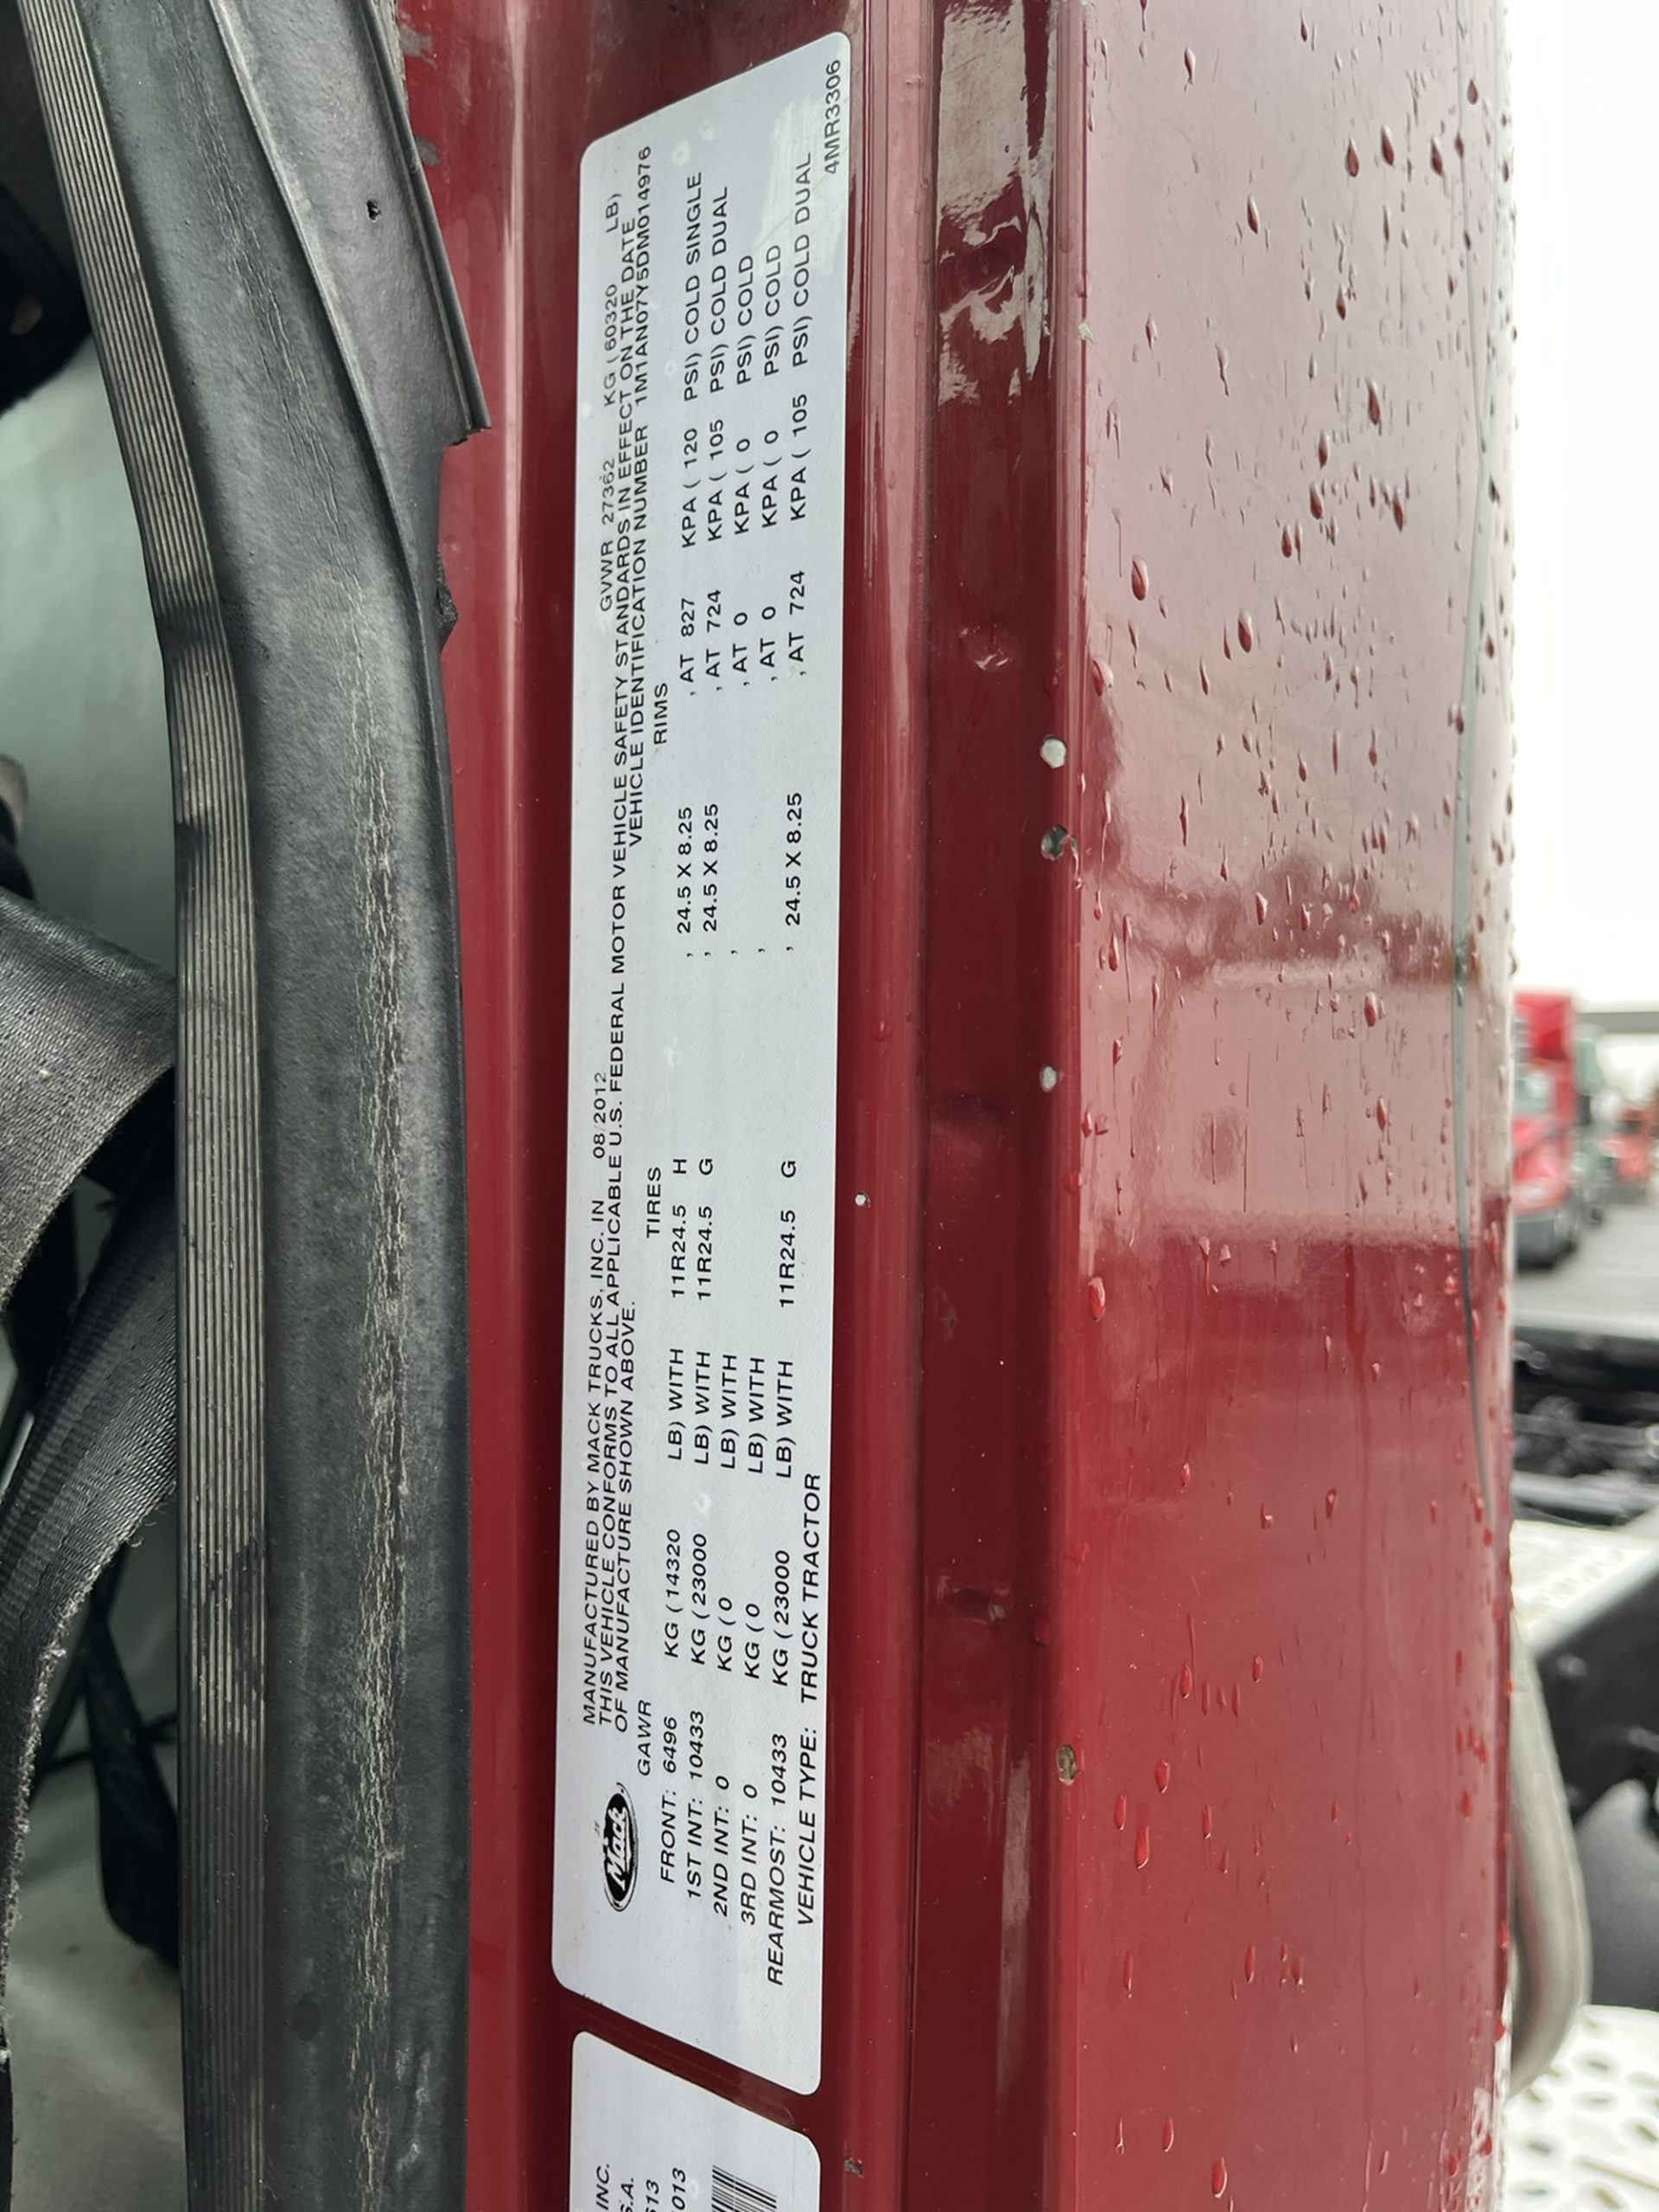 Mack
MANUFACTURED BY MACK TRUCKS, INC. IN 08/2012 GVWR 27362 KG ( 60320 LB)
THIS VEHICLE CONFORMS TO ALL APPLICABLE U.S. FEDERAL MOTOR VEHICLE SAFETY STANDARDS IN EFFECT ON THE DATE
OF MANUFACTURE SHOWN ABOVE. VEHICLE IDENTIFICATION NUMBER 1M1AN07Y5DM014976
GAWR TIRES RIMS
FRONT: 6496 KG ( 14320 LB) WITH 11R24.5 H , 24.5 X 8.25 , AT 827 KPA ( 120 PSI) COLD SINGLE
1ST INT: 10433 KG ( 23000 LB) WITH 11R24.5 G , 24.5 X 8.25 , AT 724 KPA ( 105 PSI) COLD DUAL
2ND INT: 0 KG ( 0 LB) WITH , , AT 0 KPA ( 0 PSI) COLD
3RD INT: 0 KG ( 0 LB) WITH , , AT 0 KPA ( 0 PSI) COLD
REARMOST: 10433 KG ( 23000 LB) WITH 11R24.5 G , 24.5 X 8.25 , AT 724 KPA ( 105 PSI) COLD DUAL
VEHICLE TYPE: TRUCK TRACTOR 4MR3306
INC.
S.A.
613
013